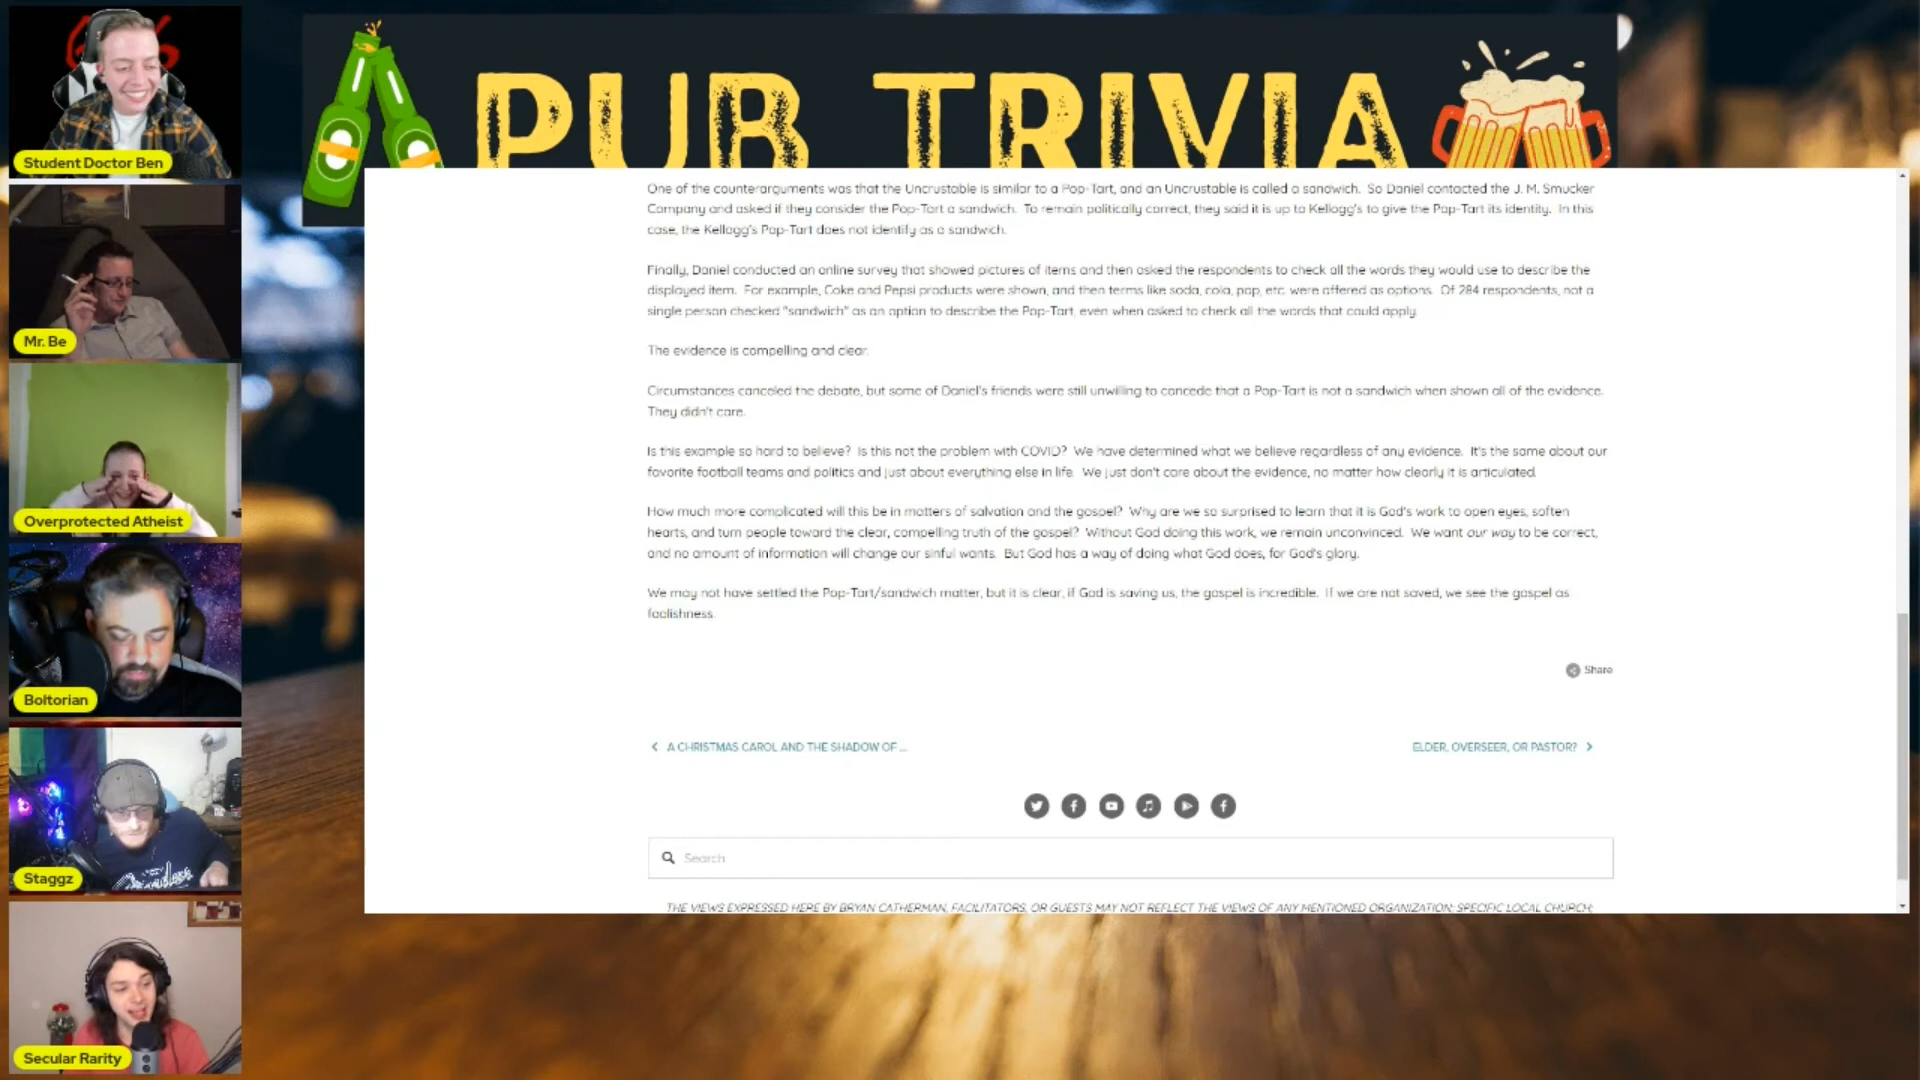 PUB TRIVIA
Student Doctor Ben
Mr. Be
Overprotected Atheist
Boltorian
Staggz
Secular Rarity
One of the counterarguments was that the Uncrustable is similar to a Pop-Tart, and an Uncrustable is called a sandwich. So Daniel contacted the J. M. Smucker
Company and asked if they consider the Pop-Tart a sandwich. To remain politically correct, they said it is up to Kellogg's to give the Pop-Tart its identity. In this
case, the Kellogg's Pop-Tart does not identify as a sandwich.
Finally, Daniel conducted an online survey that showed pictures of items and then asked the respondents to check all the words they would use to describe the
displayed item. For example, Coke and Pepsi products were shown, and then terms like soda, cola, pop, etc. were offered as options. Of 284 respondents, not a
single person checked "sandwich" as an option to describe the Pop-Tart, even when asked to check all the words that could apply.
The evidence is compelling and clear.
Circumstances canceled the debate, but some of Daniel's friends were still unwilling to concede that a Pop-Tart is not a sandwich when shown all of the evidence.
They didn't care.
Is this example so hard to believe? Is this not the problem with COVID? We have determined what we believe regardless of any evidence. It's the same about our
favorite football teams and politics and just about everything else in life. We just don't care about the evidence, no matter how clearly it is articulated.
How much more complicated will this be in matters of salvation and the gospel? Why are we so surprised to learn that it is God's work to open eyes, soften
hearts, and turn people toward the clear, compelling truth of the gospel? Without God doing this work, we remain unconvinced. We want our way to be correct,
and no amount of information will change our sinful wants. But God has a way of doing what God does, for God's glory.
We may not have settled the Pop-Tart/sandwich matter, but it is clear, if God is saving us, the gospel is incredible. If we are not saved, we see the gospel as
foolishness.
Share
A CHRISTMAS CAROL AND THE SHADOW OF ...
ELDER, OVERSEER, OR PASTOR?
Search
THE VIEWS EXPRESSED HERE BY BRYAN CATHERMAN, FACILITATORS, OR GUESTS MAY NOT REFLECT THE VIEWS OF ANY MENTIONED ORGANIZATION; SPECIFIC LOCAL CHURCH;